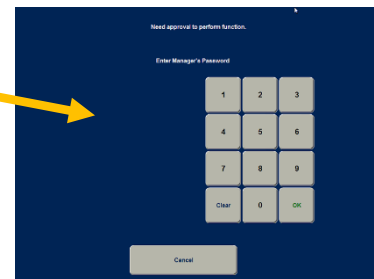 Need approval to perform function.
Enter Manager's Password
1 2 3
4 5 6
7 8 9
Clear 0 OK
Cancel